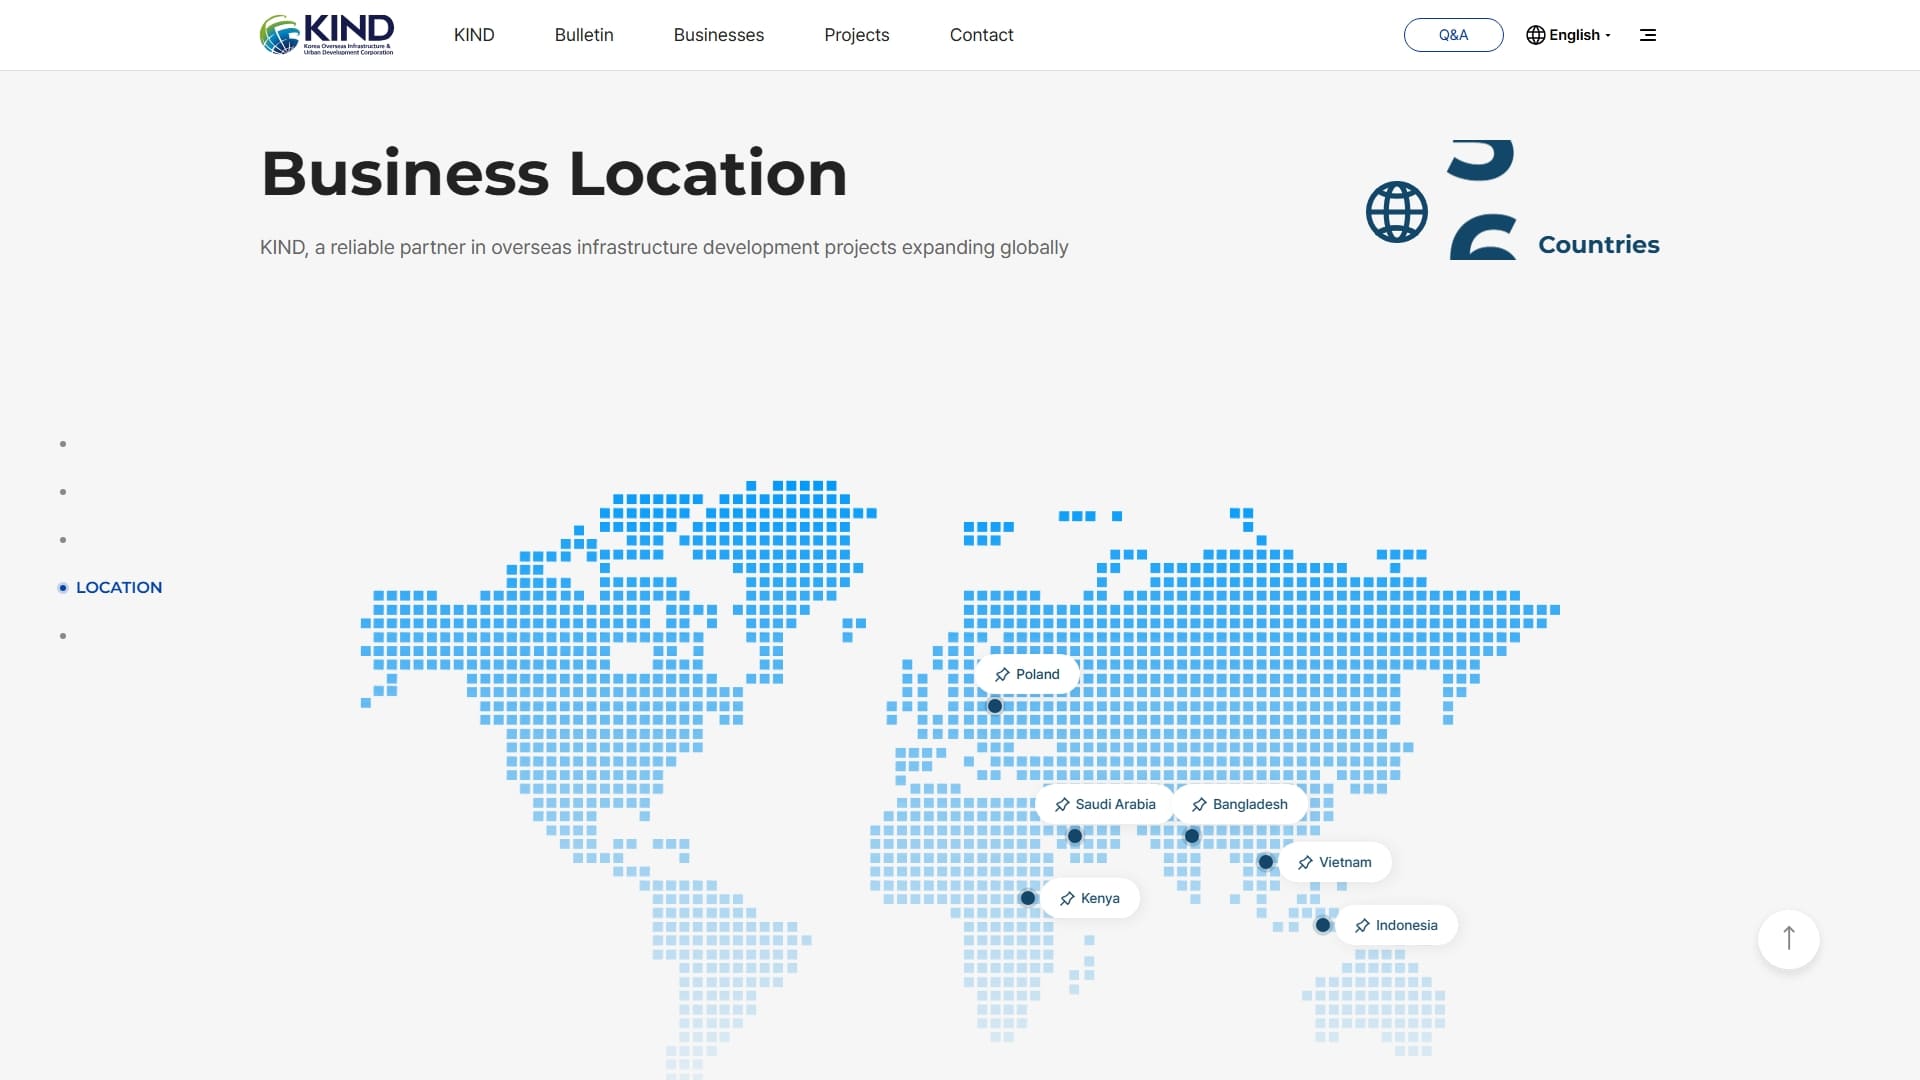 KIND
Korea Overseas Infrastructure &
Urban Development Corporation
KIND
Bulletin
Businesses
Projects
Contact
Q&A
English
Business Location
KIND, a reliable partner in overseas infrastructure development projects expanding globally
Countries
LOCATION
Poland
Saudi Arabia
Bangladesh
Vietnam
Kenya
Indonesia